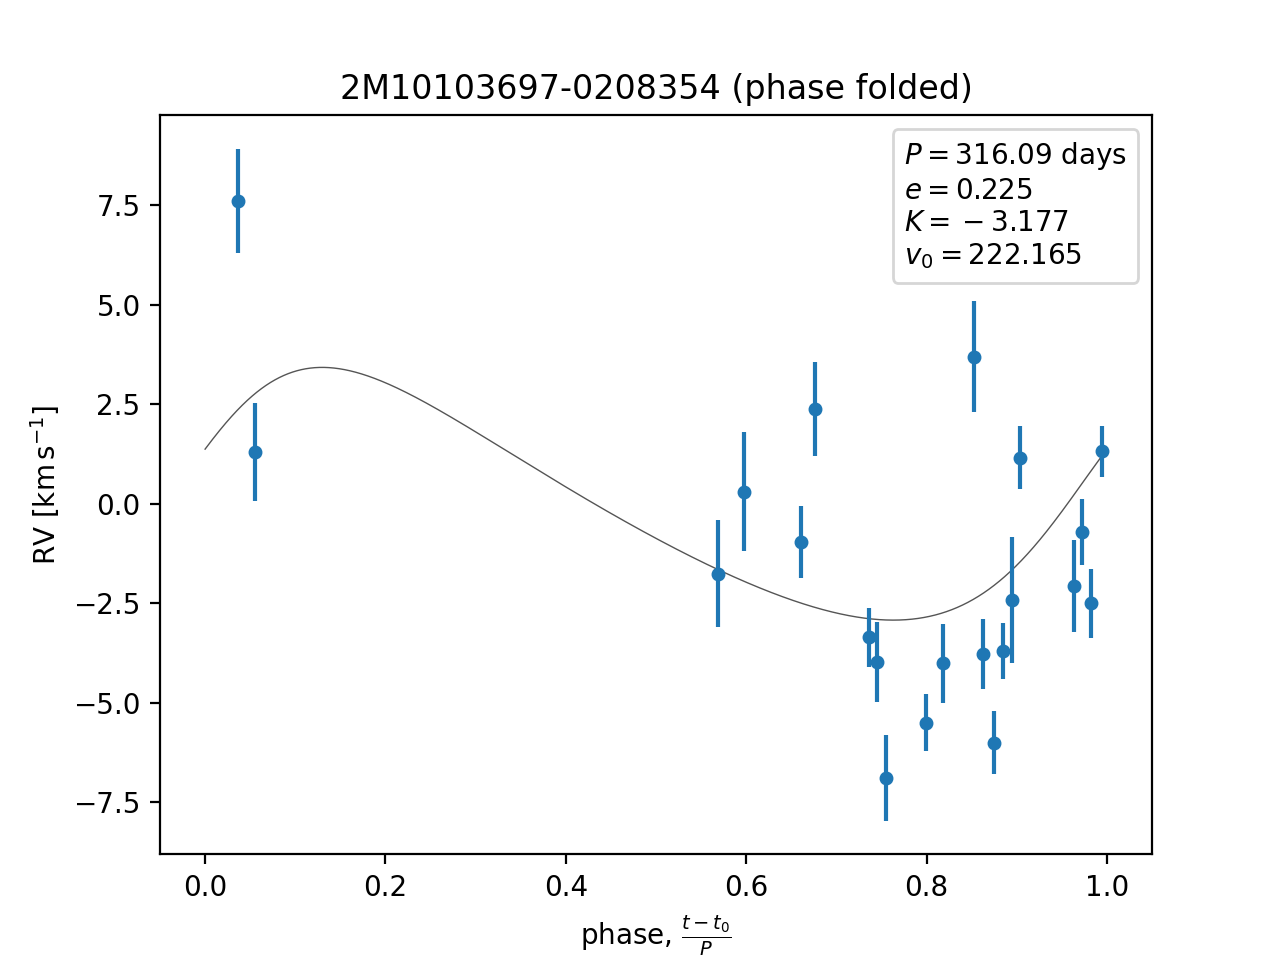 2M10103697-0208354 (phase folded)
P = 316.09 days
e = 0.225
K = −3.177
v₀ = 222.165
RV [km s⁻¹]
7.5
5.0
2.5
0.0
−2.5
−5.0
−7.5
0.0 0.2 0.4 0.6 0.8 1.0
phase, (t − t₀)/P